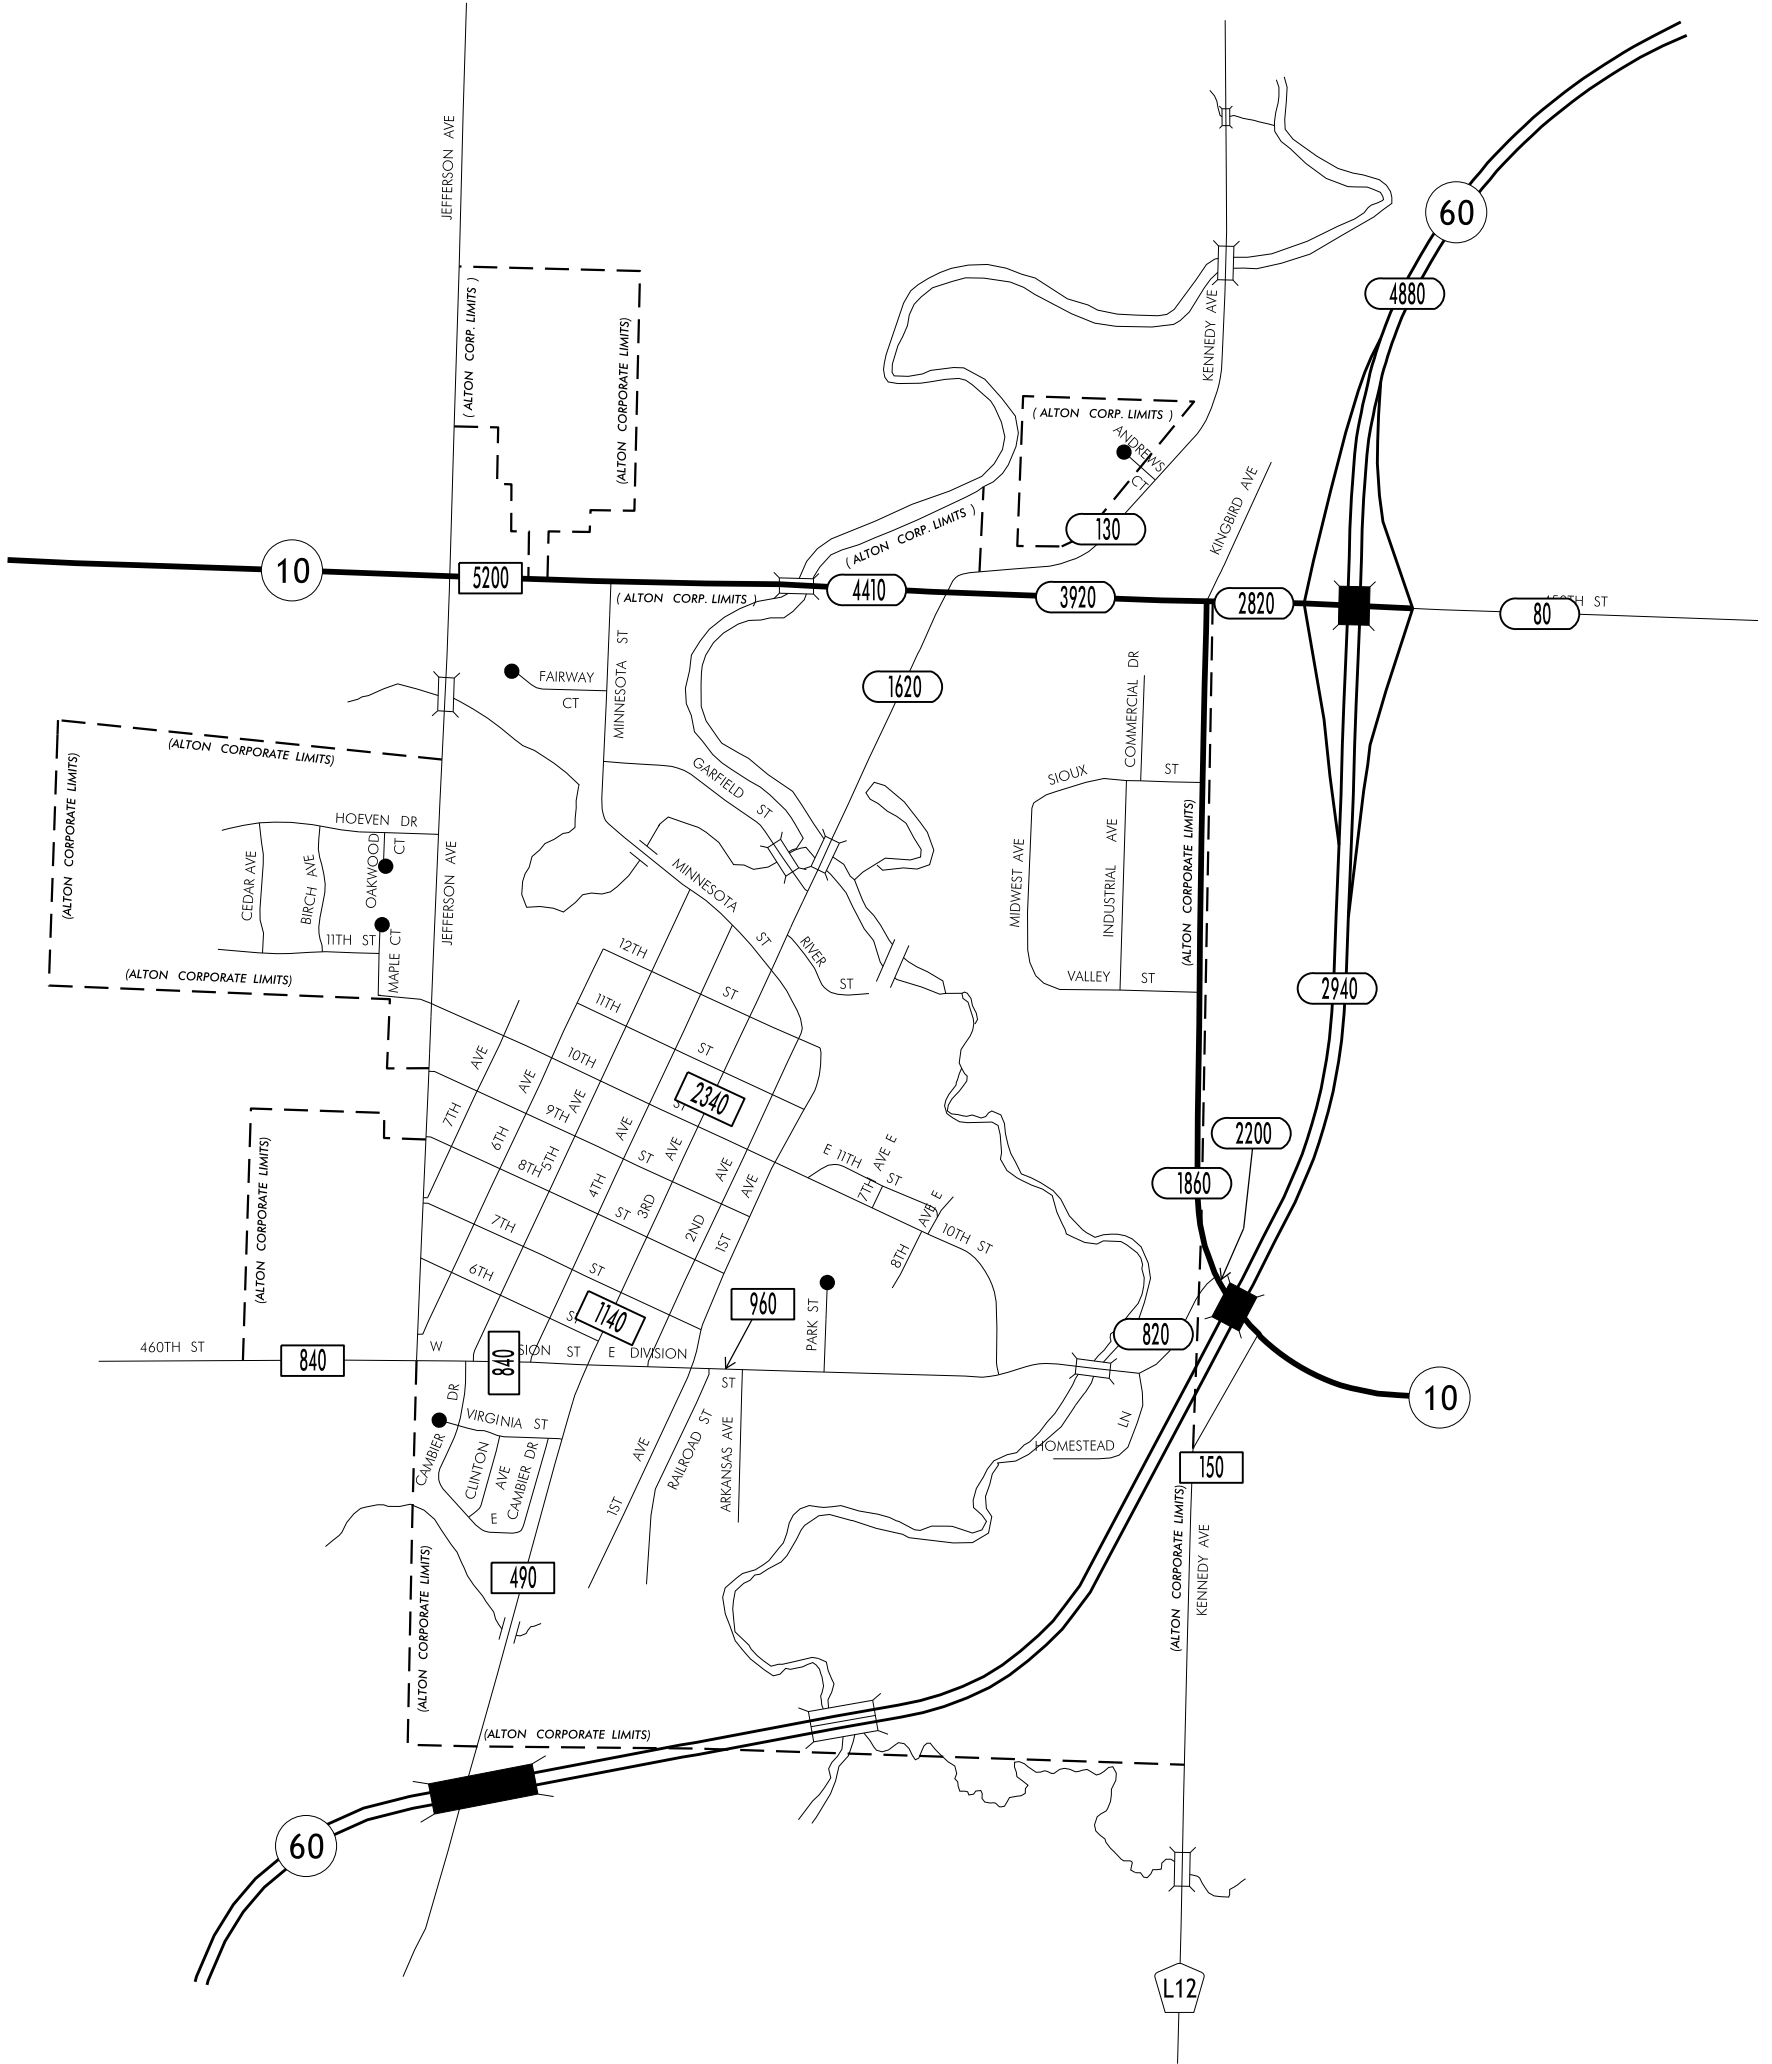 60
JEFFERSON AVE
4880
( ALTON CORP. LIMITS )
(ALTON CORPORATE LIMITS)
KENNEDY AVE
( ALTON CORP. LIMITS )
ANDREWS
CT
KINGBIRD AVE
( ALTON CORP. LIMITS )
130
10
5200
4410
3920
2820
80
( ALTON CORP. LIMITS )
MINNESOTA ST
FAIRWAY
CT
1620
COMMERCIAL DR
(ALTON CORPORATE LIMITS)
(ALTON CORPORATE LIMITS)
GARFIELD ST
SIOUX ST
HOEVEN DR
OAKWOOD
CT
CEDAR AVE
BIRCH AVE
JEFFERSON AVE
MINNESOTA ST
MIDWEST AVE
INDUSTRIAL AVE
(ALTON CORPORATE LIMITS)
11TH ST
MAPLE CT
(ALTON CORPORATE LIMITS)
12TH ST
RIVER ST
VALLEY ST
2940
11TH ST
10TH ST
2340
7TH AVE
6TH AVE
5TH AVE
4TH AVE
3RD AVE
2ND AVE
1ST AVE
9TH ST
8TH ST
7TH ST
6TH ST
E 11TH ST
7TH AVE E
8TH AVE E
10TH ST
2200
1860
(ALTON CORPORATE LIMITS)
1140
960
PARK ST
820
460TH ST
840
W
840
SION ST
E DIVISION
ST
10
CAMBIER
DR
VIRGINIA ST
CLINTON
AVE
E
CAMBIER DR
1ST AVE
RAILROAD ST
ARKANSAS AVE
HOMESTEAD
LN
150
490
(ALTON CORPORATE LIMITS)
(ALTON CORPORATE LIMITS)
KENNEDY AVE
(ALTON CORPORATE LIMITS)
60
L12